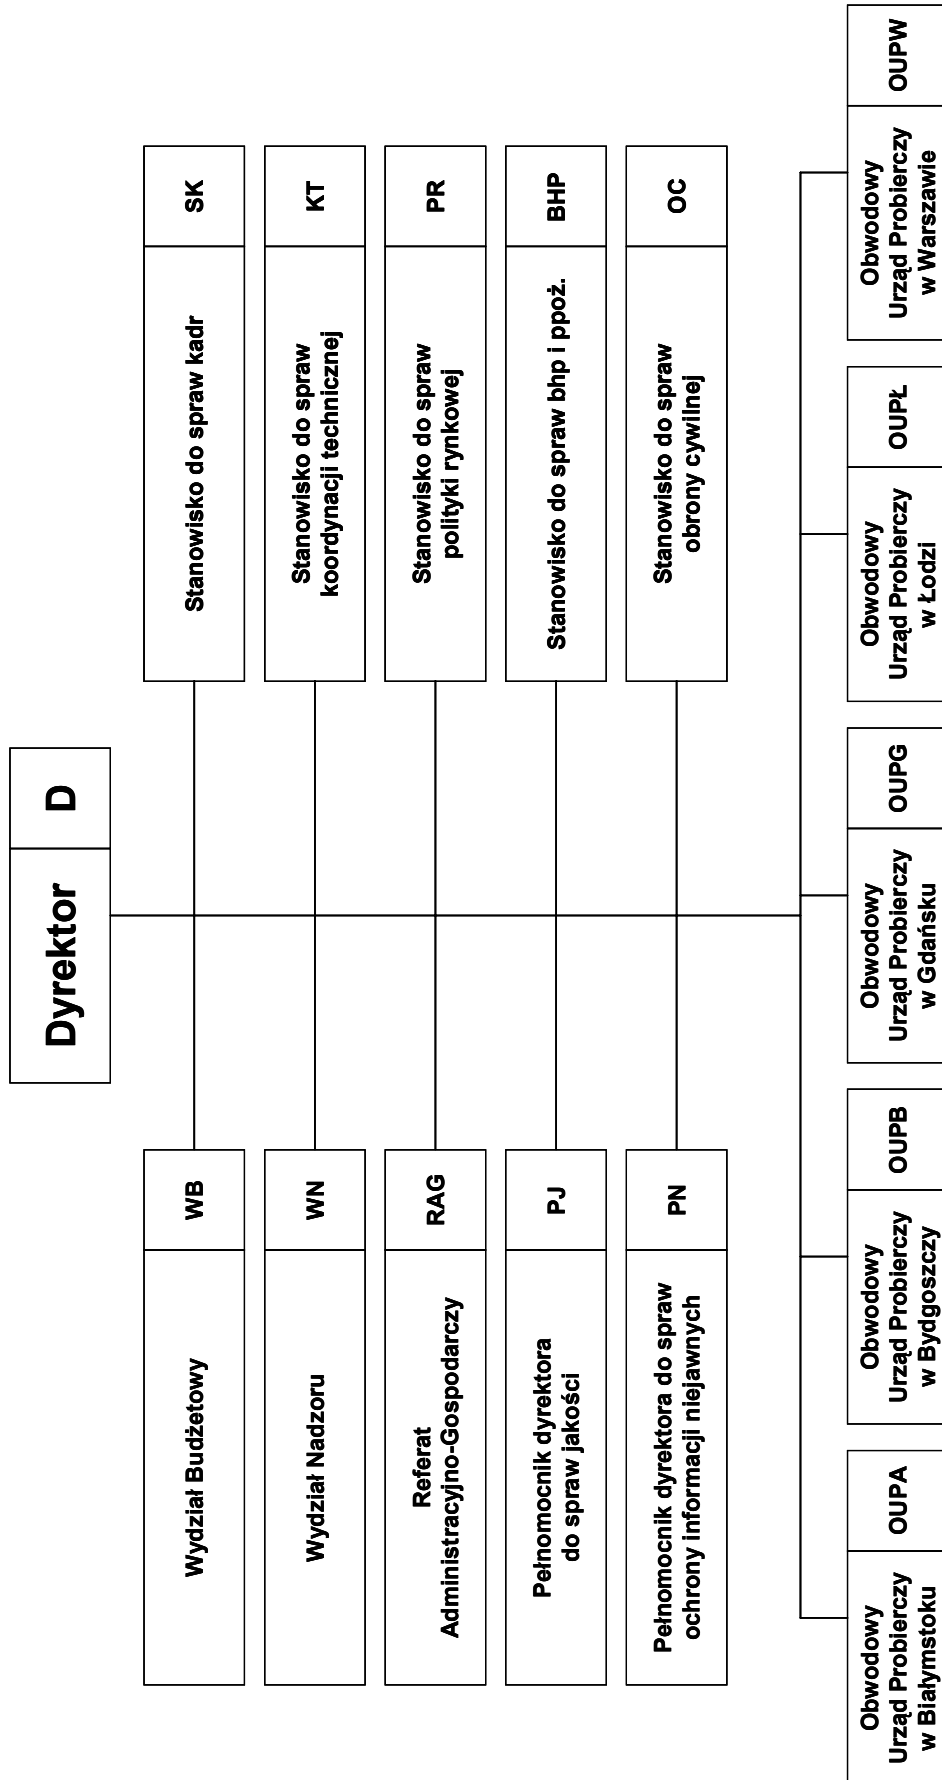 Dyrektor
D
Wydział Budżetowy
WB
Stanowisko do spraw kadr
SK
Wydział Nadzoru
WN
Stanowisko do spraw
koordynacji technicznej
KT
Referat
Administracyjno-Gospodarczy
RAG
Stanowisko do spraw
polityki rynkowej
PR
Pełnomocnik dyrektora
do spraw jakości
PJ
Stanowisko do spraw bhp i ppoż.
BHP
Pełnomocnik dyrektora do spraw
ochrony informacji niejawnych
PN
Stanowisko do spraw
obrony cywilnej
OC
Obwodowy
Urząd Probierczy
w Białymstoku
OUPA
Obwodowy
Urząd Probierczy
w Bydgoszczy
OUPB
Obwodowy
Urząd Probierczy
w Gdańsku
OUPG
Obwodowy
Urząd Probierczy
w Łodzi
OUPŁ
Obwodowy
Urząd Probierczy
w Warszawie
OUPW